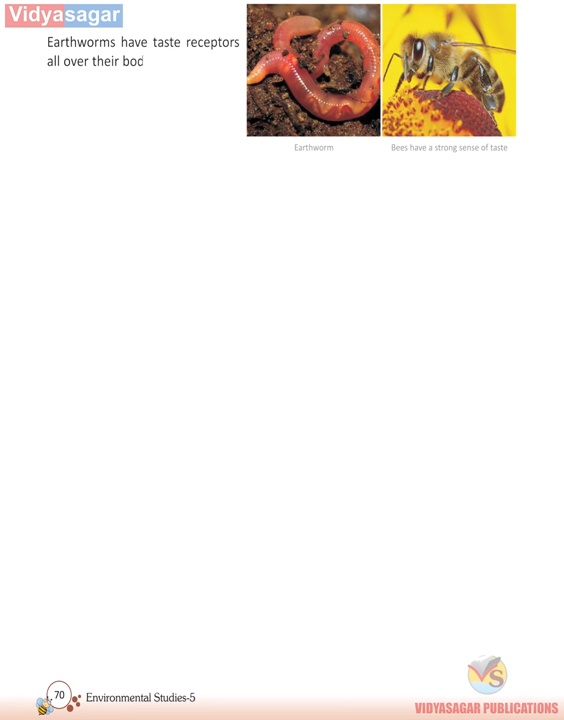 Vidyasagar
Earthworms have taste receptors
all over their bod
Earthworm
Bees have a strong sense of taste
70
Environmental Studies-5
VS
VIDYASAGAR PUBLICATIONS